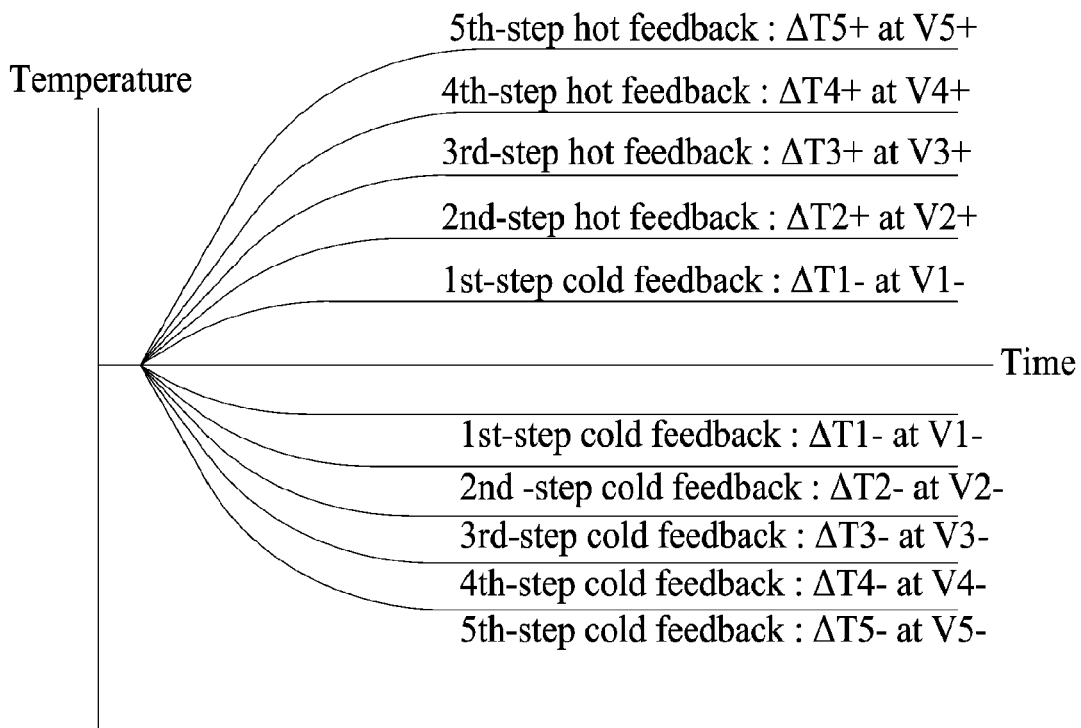 5th-step hot feedback : ΔT5+ at V5+
Temperature
4th-step hot feedback : ΔT4+ at V4+
3rd-step hot feedback : ΔT3+ at V3+
2nd-step hot feedback : ΔT2+ at V2+
1st-step cold feedback : ΔT1- at V1-
Time
1st-step cold feedback : ΔT1- at V1-
2nd -step cold feedback : ΔT2- at V2-
3rd-step cold feedback : ΔT3- at V3-
4th-step cold feedback : ΔT4- at V4-
5th-step cold feedback : ΔT5- at V5-